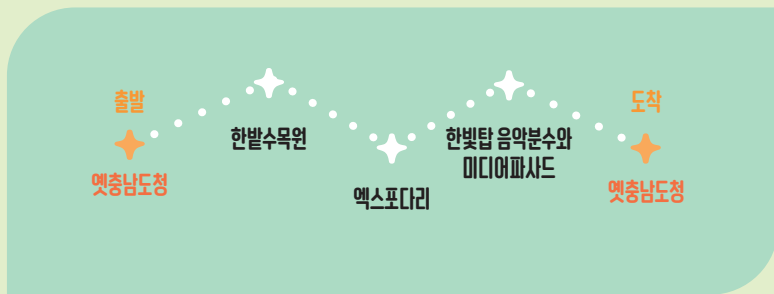 출발
옛충남도청
한밭수목원
엑스포다리
한빛탑 음악분수와
미디어파사드
도착
옛충남도청